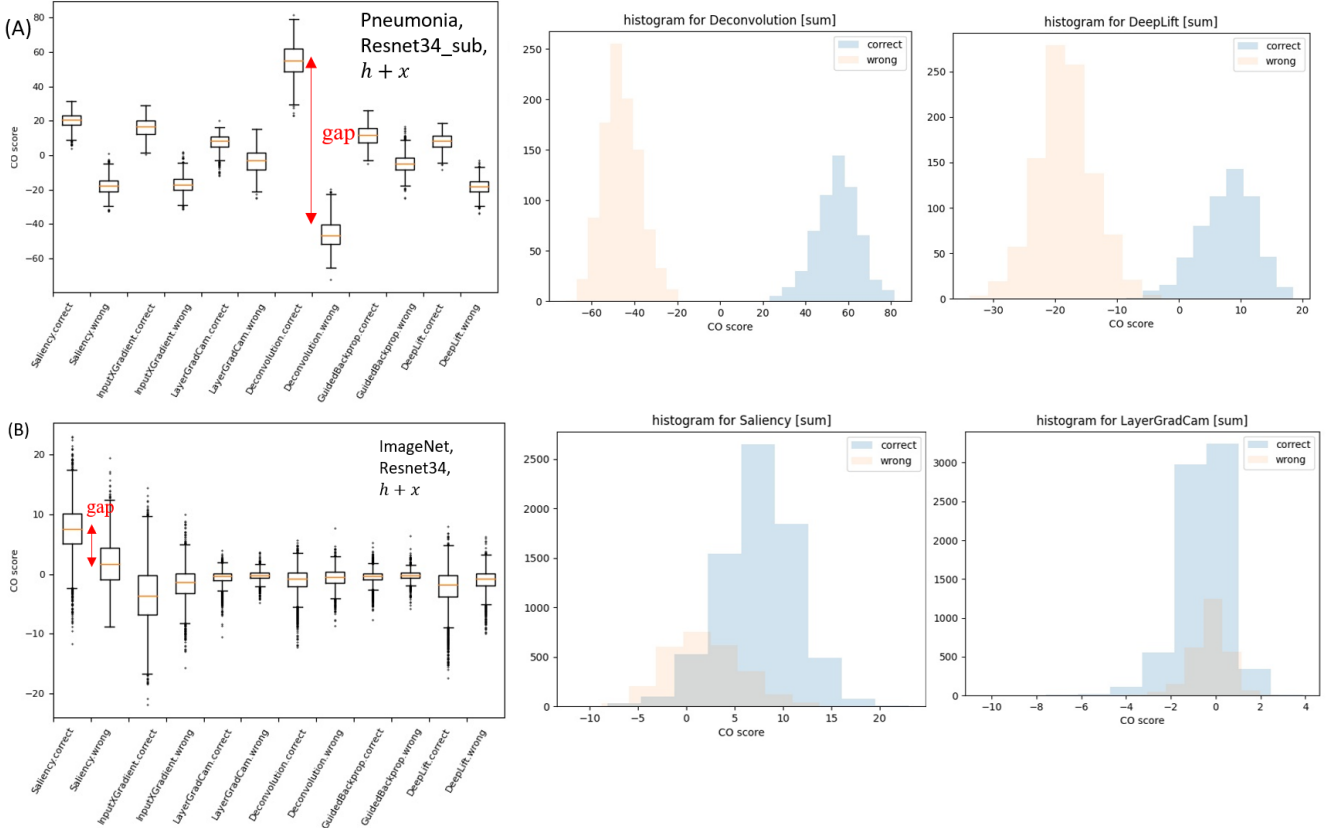 (A)
Pneumonia,
Resnet34_sub,
h + x
gap
CO score
80
60
40
20
0
−20
−40
−60
Saliency.correct
Saliency.wrong
InputXGradient.correct
InputXGradient.wrong
LayerGradCam.correct
LayerGradCam.wrong
Deconvolution.correct
Deconvolution.wrong
GuidedBackprop.correct
GuidedBackprop.wrong
DeepLift.correct
DeepLift.wrong
histogram for Deconvolution [sum]
correct
wrong
250
200
150
100
50
0
−60 −40 −20 0 20 40 60 80
CO score
histogram for DeepLift [sum]
correct
wrong
250
200
150
100
50
0
−30 −20 −10 0 10 20
CO score
(B)
ImageNet,
Resnet34,
h + x
gap
CO score
20
10
0
−10
−20
Saliency.correct
Saliency.wrong
InputXGradient.correct
InputXGradient.wrong
LayerGradCam.correct
LayerGradCam.wrong
Deconvolution.correct
Deconvolution.wrong
GuidedBackprop.correct
GuidedBackprop.wrong
DeepLift.correct
DeepLift.wrong
histogram for Saliency [sum]
correct
wrong
2500
2000
1500
1000
500
0
−10 −5 0 5 10 15 20
CO score
histogram for LayerGradCam [sum]
correct
wrong
3000
2500
2000
1500
1000
500
0
−10 −8 −6 −4 −2 0 2 4
CO score